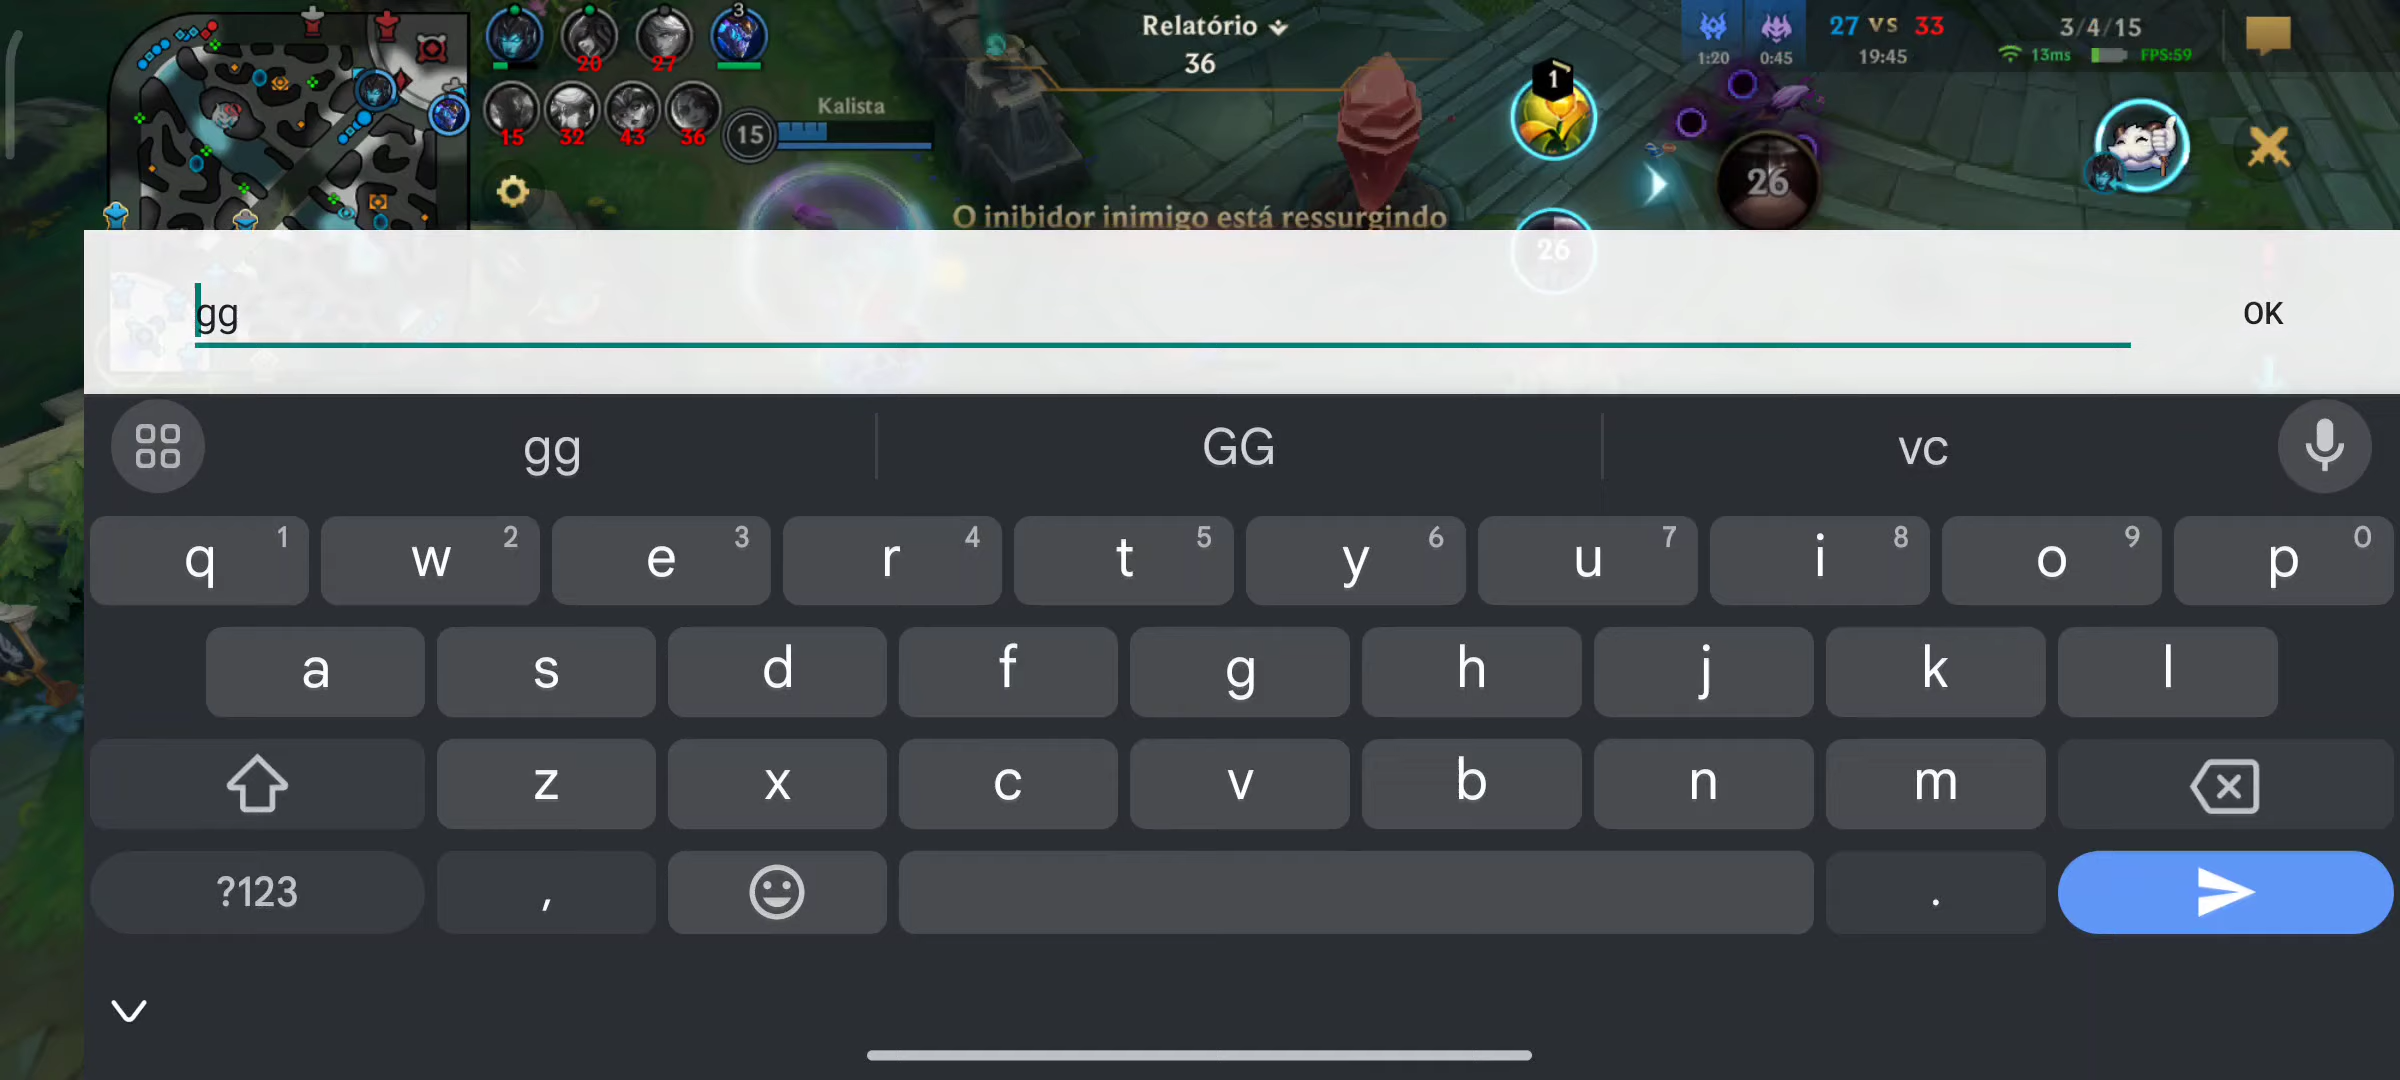 3
20
27
15
32
43
36
15
Kalista
Relatório
36
O inibidor inimigo está ressurgindo
1
26
26
1:20
0:45
27 VS 33
19:45
3/4/15
13ms
FPS:59
gg
OK
gg
GG
vc
q 1 w 2 e 3 r 4 t 5 y 6 u 7 i 8 o 9 p 0
a s d f g h j k l
z x c v b n m
?123 , .